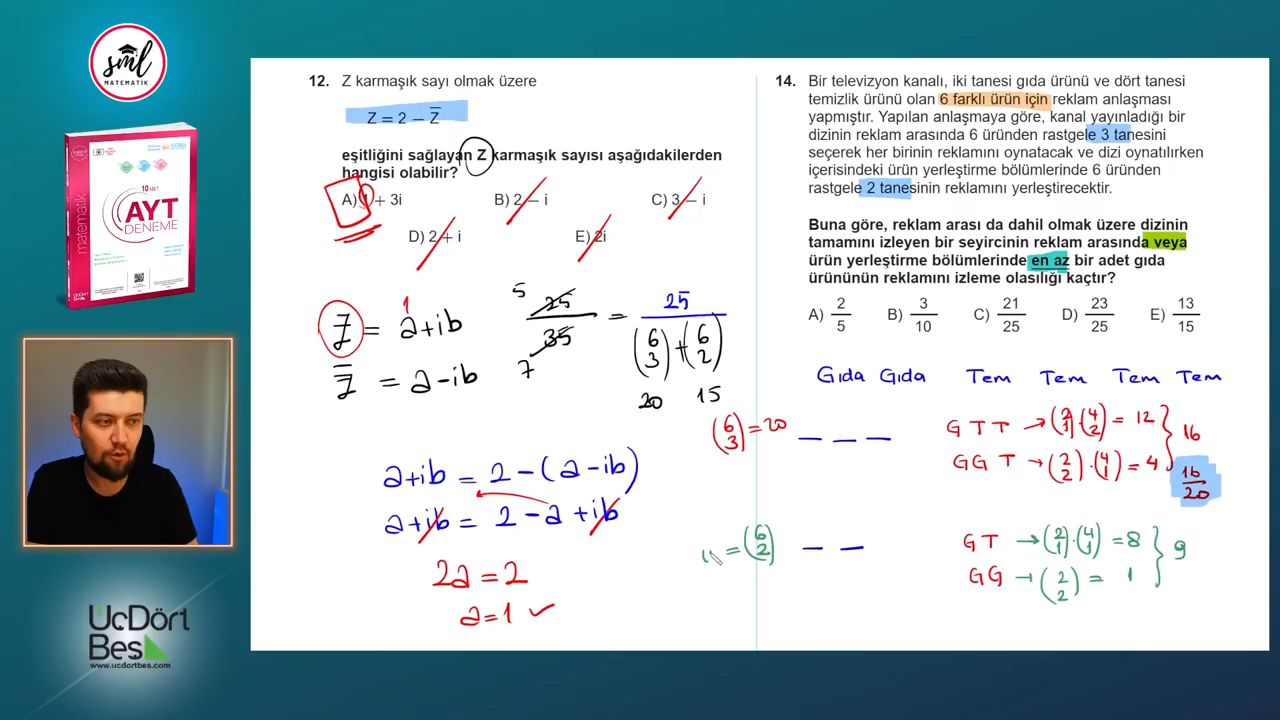 sml
MATEMATİK
matematik
10 ADET
AYT
DENEME
ÜçDört
Beş
www.ucdortbes.com
12. Z karmaşık sayı olmak üzere
Z = 2 – Z̅
eşitliğini sağlayan Z karmaşık sayısı aşağıdakilerden
hangisi olabilir?
A) 1 + 3i B) 2 – i C) 3 – i
D) 2 + i E) 2i
1
Z = a+ib
Z̅ = a-ib
5 25 / 35 7 = 25 / (6 3) + (6 2)
20 15
a+ib = 2 - (a-ib)
a+ib = 2 - a + ib
2a = 2
a = 1 ✓
14. Bir televizyon kanalı, iki tanesi gıda ürünü ve dört tanesi
temizlik ürünü olan 6 farklı ürün için reklam anlaşması
yapmıştır. Yapılan anlaşmaya göre, kanal yayınladığı bir
dizinin reklam arasında 6 üründen rastgele 3 tanesini
seçerek her birinin reklamını oynatacak ve dizi oynatılırken
içerisindeki ürün yerleştirme bölümlerinde 6 üründen
rastgele 2 tanesinin reklamını yerleştirecektir.
Buna göre, reklam arası da dahil olmak üzere dizinin
tamamını izleyen bir seyircinin reklam arasında veya
ürün yerleştirme bölümlerinde en az bir adet gıda
ürününün reklamını izleme olasılığı kaçtır?
A) 2/5 B) 3/10 C) 21/25 D) 23/25 E) 13/15
Gıda Gıda Tem Tem Tem Tem
(6 3) = 20 _ _ _ G T T → (2 1)·(4 2) = 12
G G T → (2 2)·(4 1) = 4 } 16
16/20
= (6 2) _ _ G T → (2 1)·(4 1) = 8
G G → (2 2) = 1 } 9